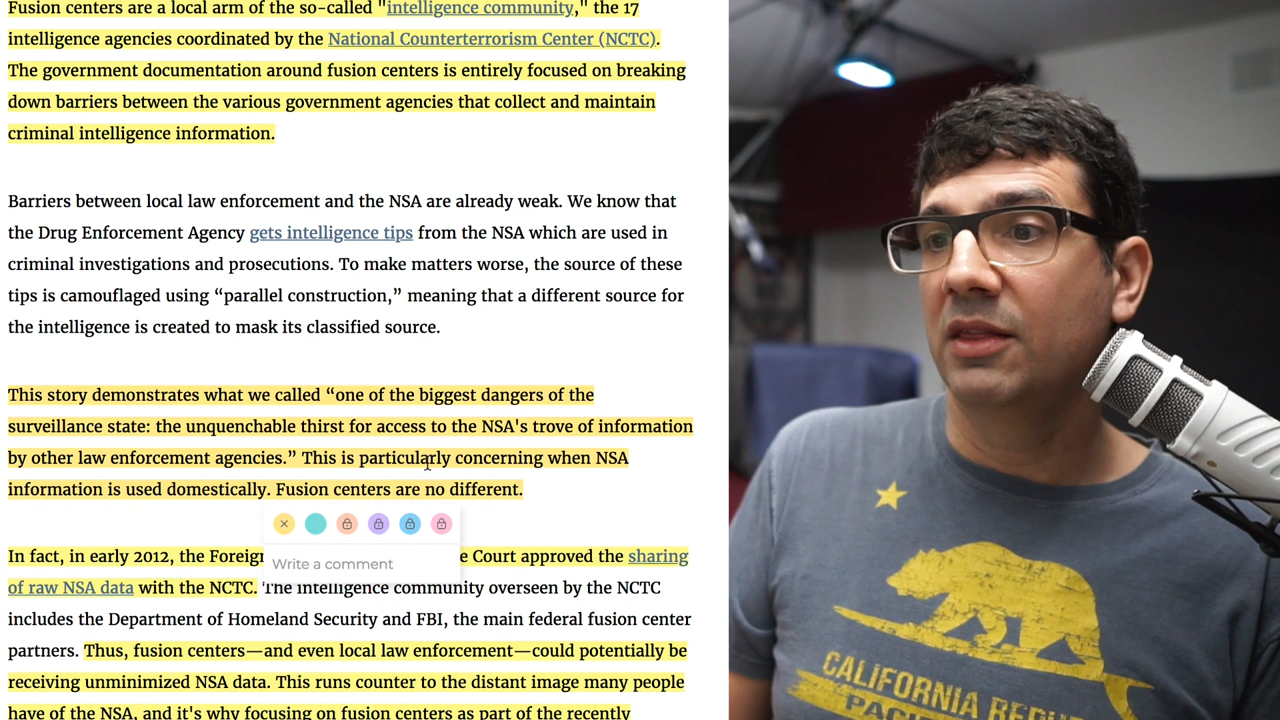 Fusion centers are a local arm of the so-called "intelligence community," the 17
intelligence agencies coordinated by the National Counterterrorism Center (NCTC).
The government documentation around fusion centers is entirely focused on breaking
down barriers between the various government agencies that collect and maintain
criminal intelligence information.
Barriers between local law enforcement and the NSA are already weak. We know that
the Drug Enforcement Agency gets intelligence tips from the NSA which are used in
criminal investigations and prosecutions. To make matters worse, the source of these
tips is camouflaged using “parallel construction,” meaning that a different source for
the intelligence is created to mask its classified source.
This story demonstrates what we called “one of the biggest dangers of the
surveillance state: the unquenchable thirst for access to the NSA's trove of information
by other law enforcement agencies.” This is particularly concerning when NSA
information is used domestically. Fusion centers are no different.
Write a comment
In fact, in early 2012, the e Court approved the sharing
of raw NSA data with the NCTC. The intelligence community overseen by the NCTC
includes the Department of Homeland Security and FBI, the main federal fusion center
partners. Thus, fusion centers—and even local law enforcement—could potentially be
receiving unminimized NSA data. This runs counter to the distant image many people
have of the NSA, and it's why focusing on fusion centers as part of the recently
CALIFORNIA REPU
PACIF